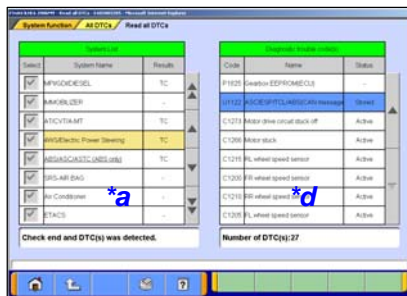 System function
All DTCs
Read all DTCs
System List
Diagnostic trouble code(s)
Select System Name Results
Code Name Status
MPI/GDI/DIESEL TC
P1825 Gearbox EEPROM(ECU) -
IMMOBILIZER -
U1122 ASC/ESP/TCL/ABS(CAN message Stored
AT/CVT/A-MT TC
C1273 Motor drive circuit stuck off Active
4WS/Electric Power Steering TC
C1266 Motor stuck Active
ABS/ASC/ASTC (ABS only) TC
C1215 RL wheel speed sensor Active
SRS-AIR BAG -
C1200 FR wheel speed sensor Active
Air Conditioner -
C1210 RR wheel speed sensor Active
ETACS -
C1205 FL wheel speed sensor Active
*a
*d
Check end and DTC(s) was detected.
Number of DTC(s):27